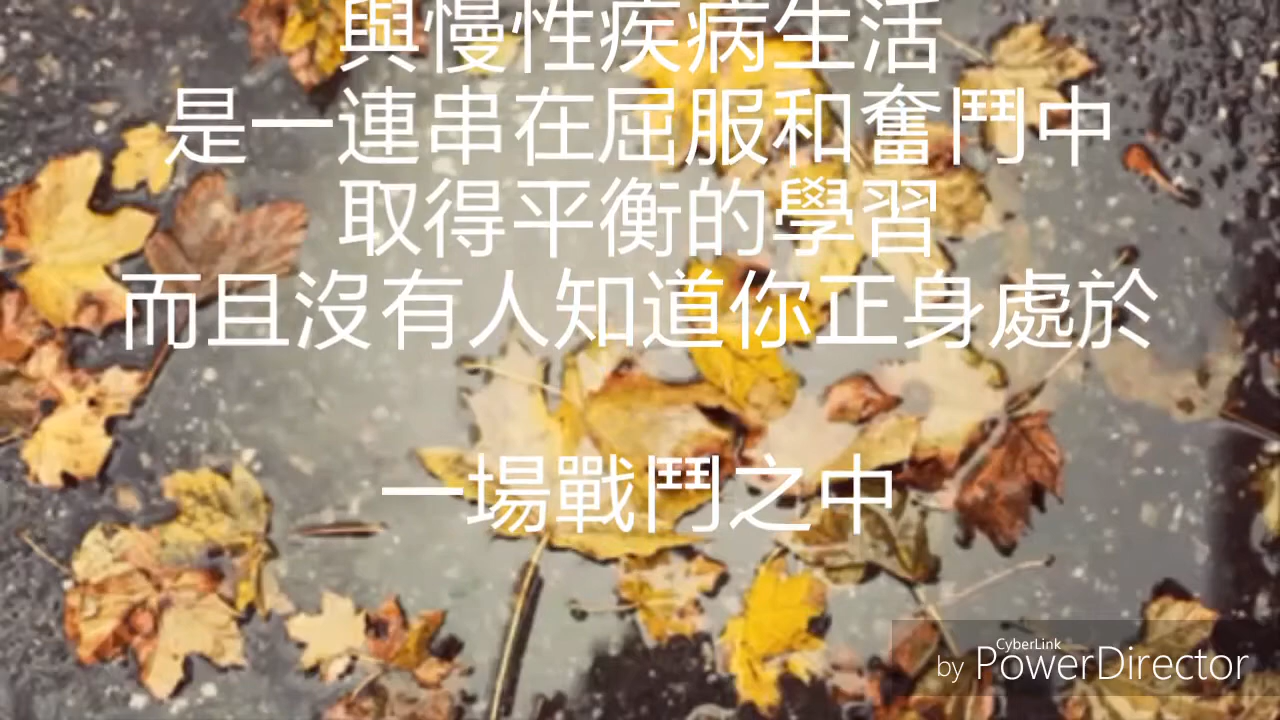 與慢性疾病生活
是一連串在屈服和奮鬥中
取得平衡的學習
而且沒有人知道你正身處於
一場戰鬥之中
CyberLink
by PowerDirector